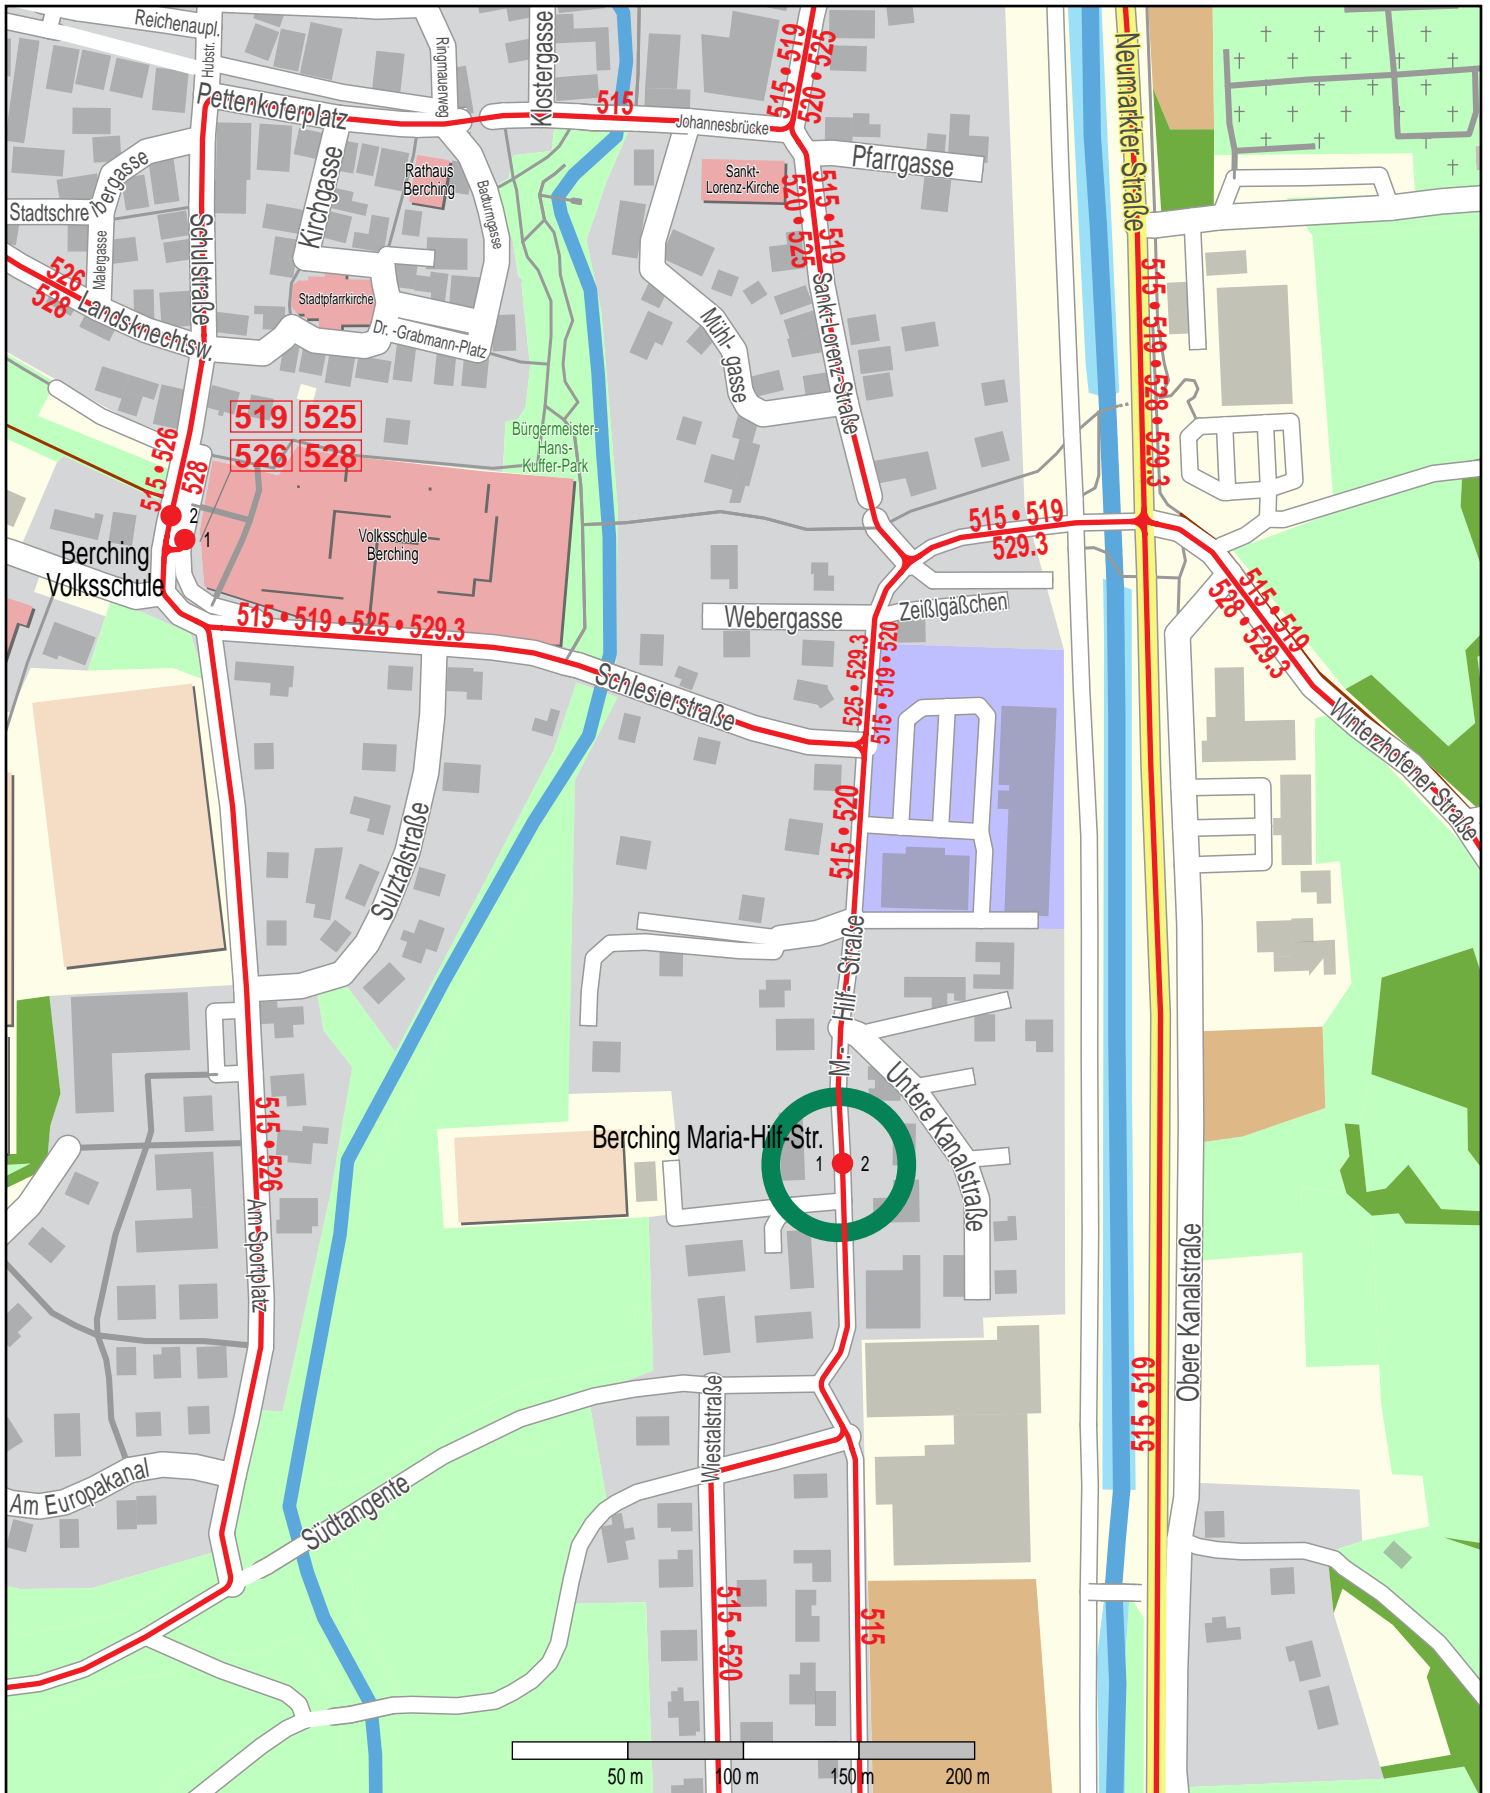 Reichenaupl.
Hubstr.
Ringmauerweg
Klostergasse
515 • 519
520 • 525
Neumarkter-Straße
Pettenkoferplatz
515
Johannesbrücke
Pfarrgasse
Kirchgasse
Rathaus
Berching
Badturmgasse
Sankt-
Lorenz-Kirche
520 • 525
515 • 519
Stadtschreibergasse
Malergasse
Schulstraße
526
528
Landsknechtsw.
Stadtpfarrkirche
Dr. -Grabmann-Platz
Mühl- gasse
Sankt-Lorenz-Straße
515 • 519 • 528 • 529.3
519 525
526 528
Bürgermeister-
Hans-
Kuffer-Park
515 • 526
528
2
1
Berching
Volksschule
Volksschule
Berching
515 • 519
529.3
515 • 519
528 • 529.3
Webergasse
Zeißlgäßchen
515 • 519 • 525 • 529.3
525 • 529.3
515 • 519 • 520
Schlesierstraße
Winterzhofener Straße
515 • 520
Sulztalstraße
M.- Hilf- Straße
Untere Kanalstraße
515 • 526
Berching Maria-Hilf-Str.
1
2
Am Sportplatz
Obere Kanalstraße
515 • 519
Wiestalstraße
Am Europakanal
Südtangente
515 • 520
515
50 m
100 m
150 m
200 m